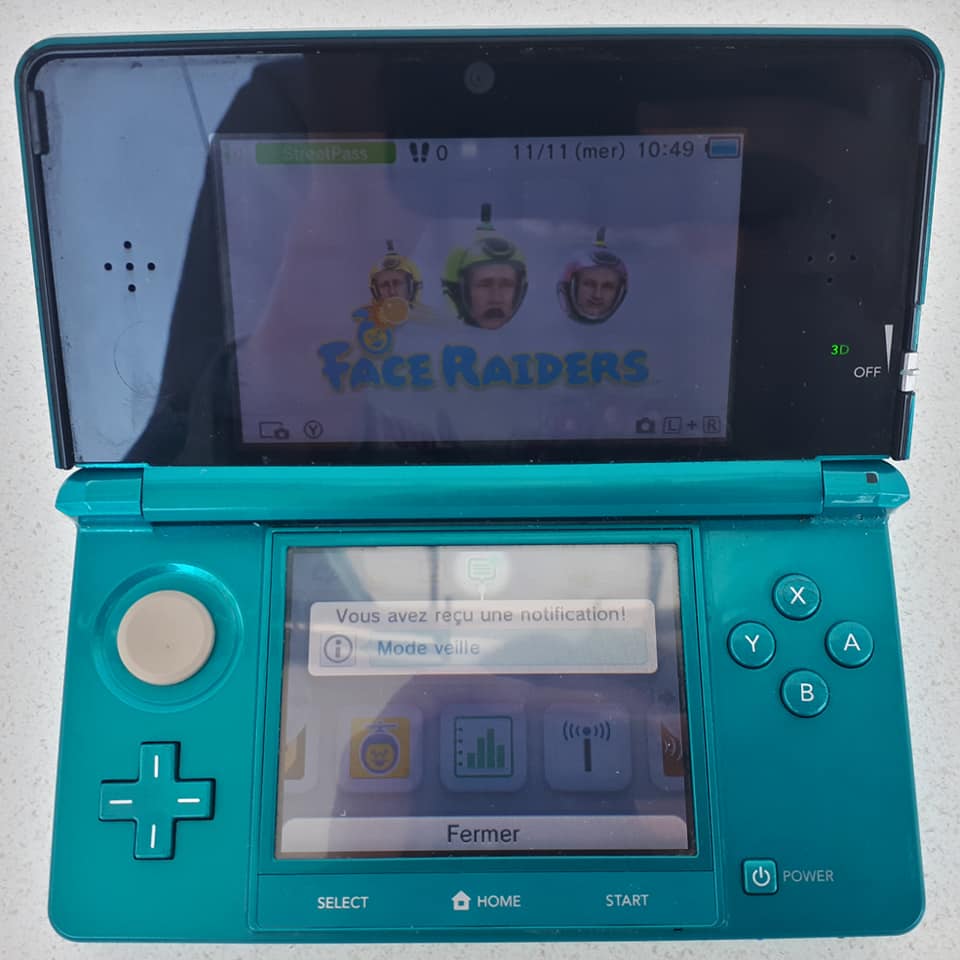 StreetPass 0 11/11 (mer) 10:49
FACE RAIDERS
3D
OFF
Y L + R
Vous avez reçu une notification!
Mode veille
Fermer
X
Y A
B
POWER
SELECT HOME START